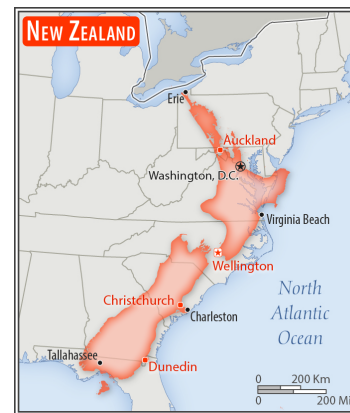 NEW ZEALAND
Erie
Auckland
Washington, D.C.
Virginia Beach
Wellington
North
Atlantic
Ocean
Christchurch
Charleston
Tallahassee
Dunedin
0 200 Km
0 200 Mi